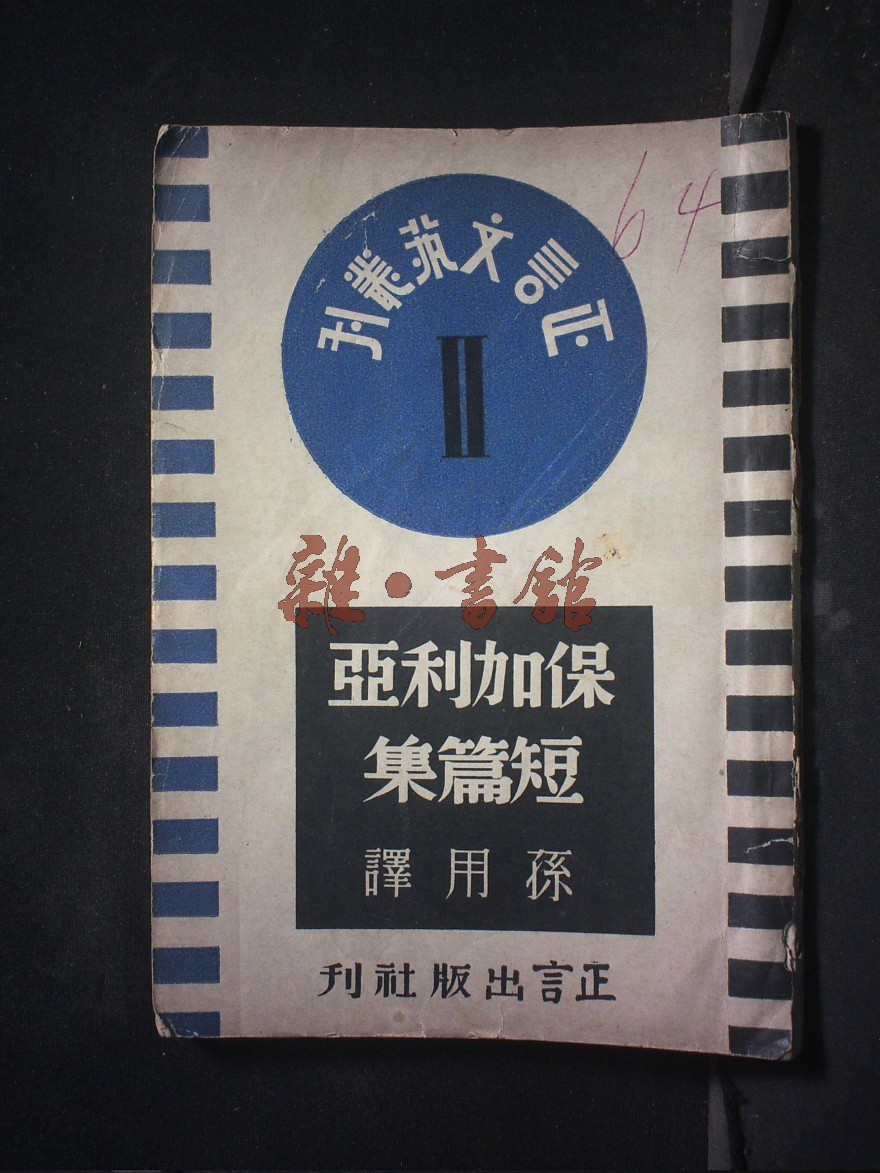 64
正言文藝叢刊
II
雜·書館
保加利亞
短篇集
孫用譯
正言出版社刊